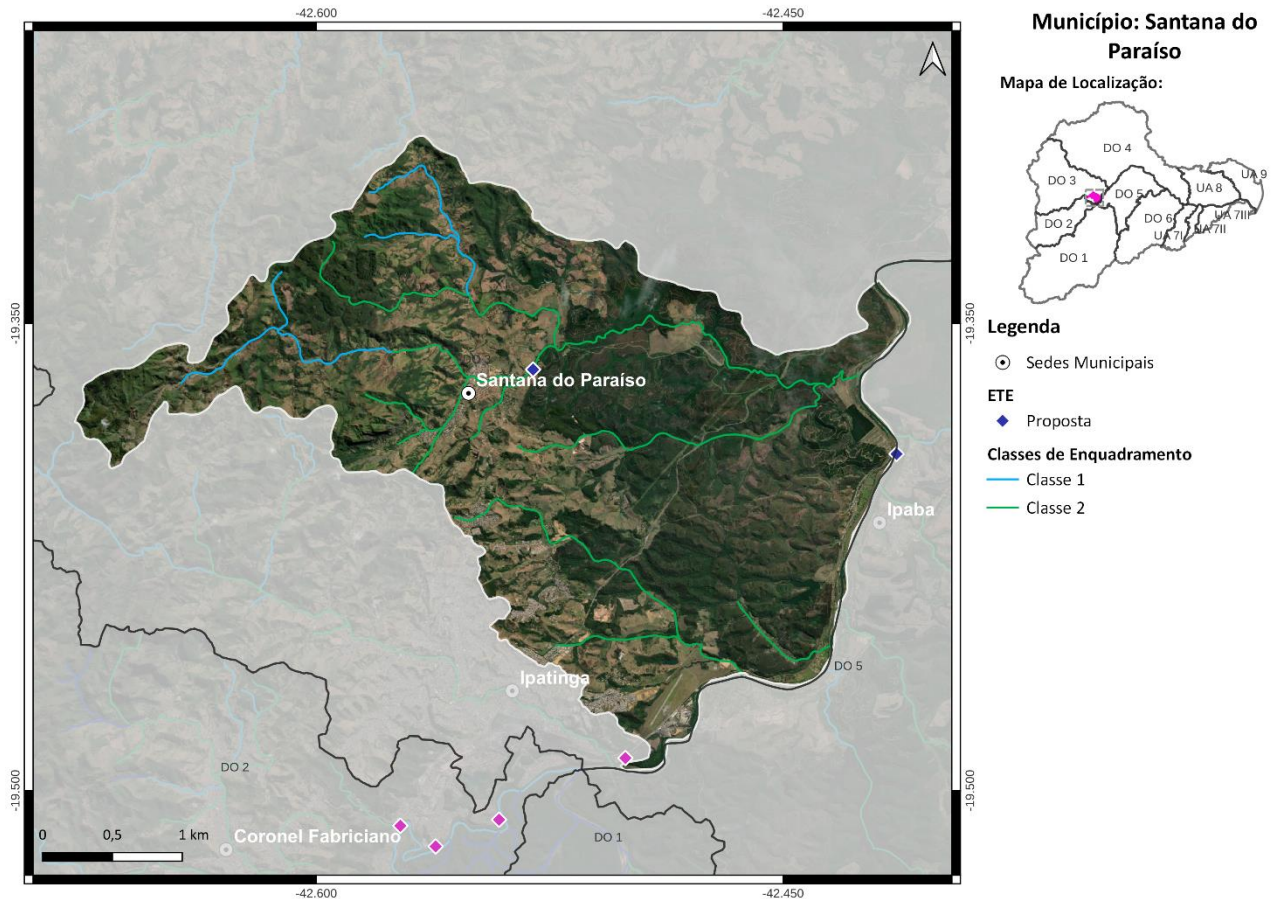 -42.600
-42.450
Município: Santana do
Paraíso
Mapa de Localização:
DO 4
DO 3
DO 5
UA 8
UA 9
DO 2
DO 6
UA 7III
UA 7II
UA 7I
DO 1
-19.350
-19.350
Legenda
Sedes Municipais
ETE
Proposta
Classes de Enquadramento
Classe 1
Classe 2
Santana do Paraíso
Ipaba
DO 5
Ipatinga
DO 2
-19.500
-19.500
0
0,5
1 km
Coronel Fabriciano
DO 1
-42.600
-42.450